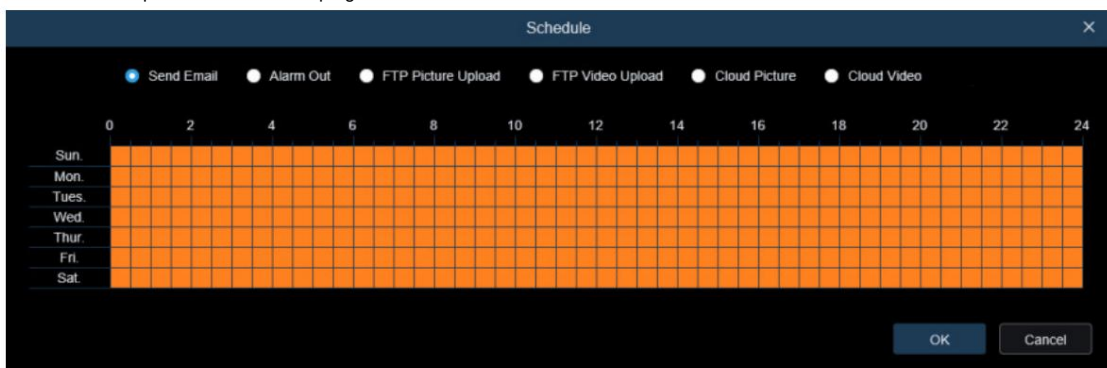 Schedule
Send Email Alarm Out FTP Picture Upload FTP Video Upload Cloud Picture Cloud Video
0 2 4 6 8 10 12 14 16 18 20 22 24
Sun.
Mon.
Tues.
Wed.
Thur.
Fri.
Sat.
OK Cancel